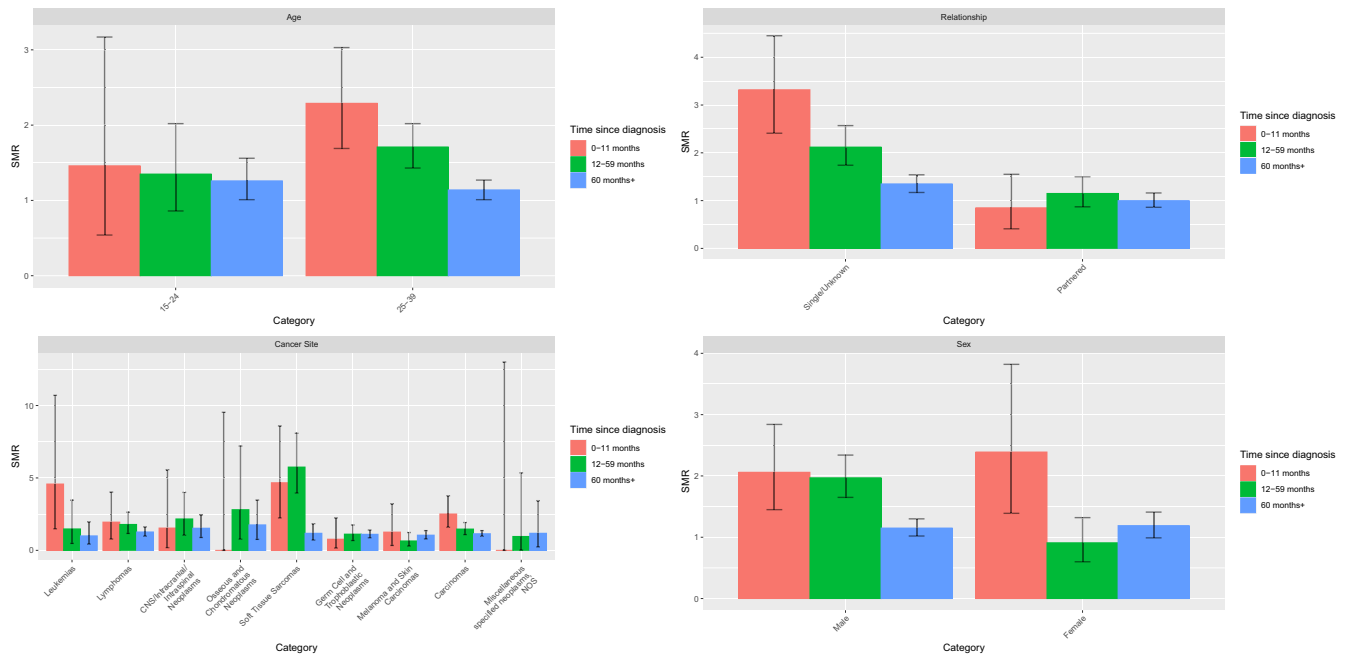 Age
SMR
3
2
1
0
15−24
25−39
Category
Time since diagnosis
0−11 months
12−59 months
60 months+
Relationship
SMR
4
3
2
1
0
Single/Unknown
Partnered
Category
Time since diagnosis
0−11 months
12−59 months
60 months+
Cancer Site
SMR
10
5
0
Leukemias
Lymphomas
CNS/Intracranial/
Intraspinal
Neoplasms
Osseous and
Chondromatous
Neoplasms
Soft Tissue Sarcomas
Germ Cell and
Trophoblastic
Neoplasms
Melanoma and Skin
Carcinomas
Carcinomas
Miscellaneous
specified neoplasms,
NOS
Category
Time since diagnosis
0−11 months
12−59 months
60 months+
Sex
SMR
4
3
2
1
0
Male
Female
Category
Time since diagnosis
0−11 months
12−59 months
60 months+